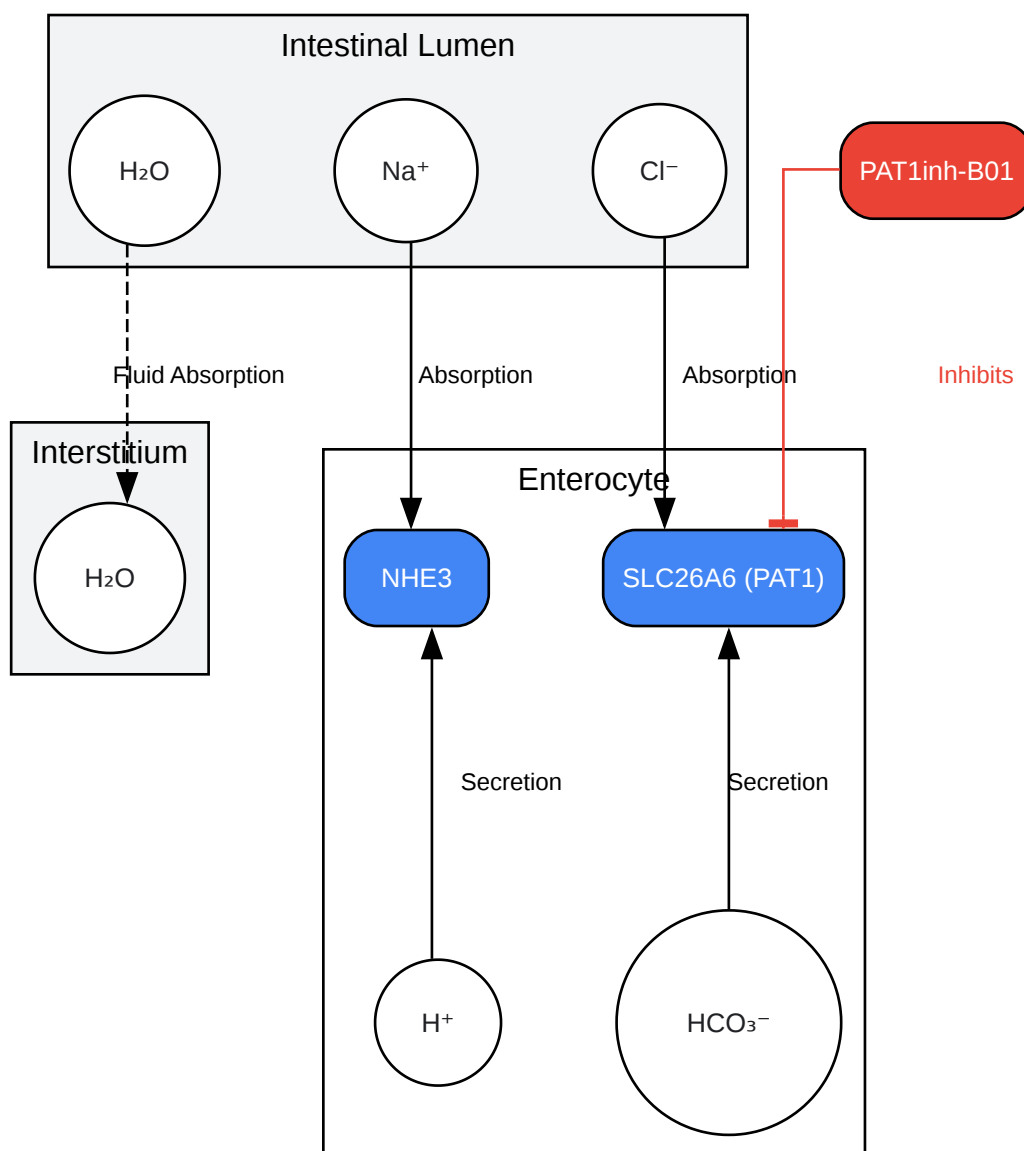 Intestinal Lumen
H₂O
Na⁺
Cl⁻
PAT1inh-B01
Fluid Absorption
Absorption
Absorption
Inhibits
Interstitium
Enterocyte
H₂O
NHE3
SLC26A6 (PAT1)
Secretion
Secretion
H⁺
HCO₃⁻